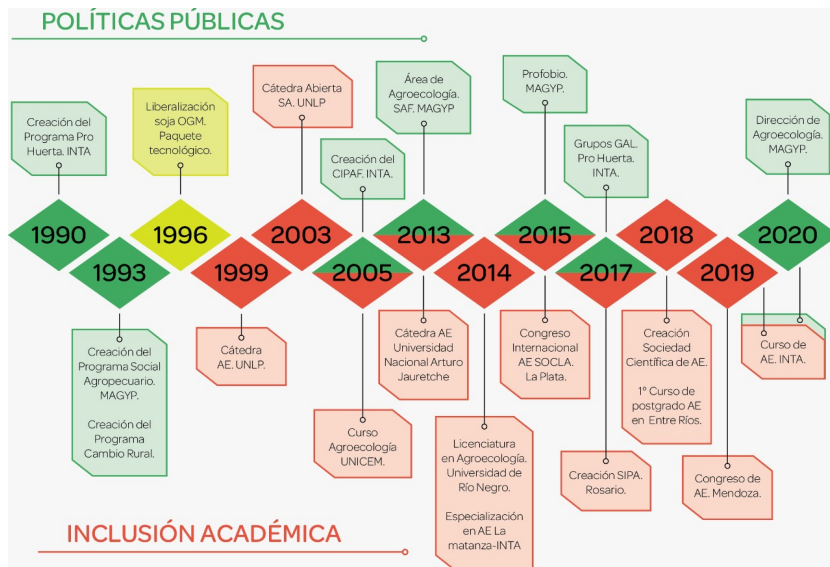 POLÍTICAS PÚBLICAS
Creación del
Programa Pro
Huerta. INTA
Liberalización
soja OGM.
Paquete
tecnológico.
Cátedra Abierta
SA. UNLP
Creación del
CIPAF. INTA.
Área de
Agroecología.
SAF. MAGYP
Profobio.
MAGYP.
Grupos GAL.
Pro Huerta.
INTA.
Dirección de
Agroecología.
MAGYP.
1990
1993
1996
1999
2003
2005
2013
2014
2015
2017
2018
2019
2020
Creación del
Programa Social
Agropecuario.
MAGYP.
Creación del
Programa
Cambio Rural.
Cátedra
AE. UNLP.
Curso
Agroecología
UNICEM.
Cátedra AE
Universidad
Nacional Arturo
Jauretche
Licenciatura
en Agroecología.
Universidad de
Río Negro.
Especialización
en AE La
matanza-INTA
Congreso
Internacional
AE SOCLA.
La Plata.
Creación SIPA.
Rosario.
Creación
Sociedad
Científica de AE.
1º Curso de
postgrado AE
en Entre Ríos.
Congreso de
AE. Mendoza.
Curso de
AE. INTA.
INCLUSIÓN ACADÉMICA